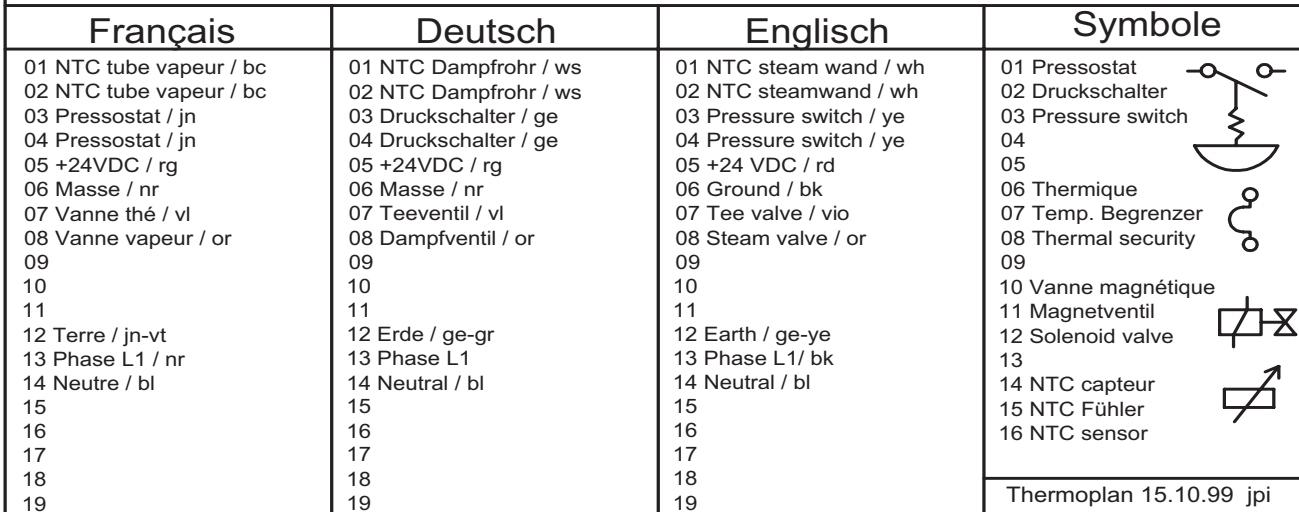 Français
01 NTC tube vapeur / bc
02 NTC tube vapeur / bc
03 Pressostat / jn
04 Pressostat / jn
05 +24VDC / rg
06 Masse / nr
07 Vanne thé / vl
08 Vanne vapeur / or
09
10
11
12 Terre / jn-vt
13 Phase L1 / nr
14 Neutre / bl
15
16
17
18
19
Deutsch
01 NTC Dampfrohr / ws
02 NTC Dampfrohr / ws
03 Druckschalter / ge
04 Druckschalter / ge
05 +24VDC / rg
06 Masse / nr
07 Teeventil / vl
08 Dampfventil / or
09
10
11
12 Erde / ge-gr
13 Phase L1
14 Neutral / bl
15
16
17
18
19
Englisch
01 NTC steam wand / wh
02 NTC steamwand / wh
03 Pressure switch / ye
04 Pressure switch / ye
05 +24 VDC / rd
06 Ground / bk
07 Tee valve / vio
08 Steam valve / or
09
10
11
12 Earth / ge-ye
13 Phase L1/ bk
14 Neutral / bl
15
16
17
18
19
Symbole
01 Pressostat
02 Druckschalter
03 Pressure switch
04
05
06 Thermique
07 Temp. Begrenzer
08 Thermal security
09
10 Vanne magnétique
11 Magnetventil
12 Solenoid valve
13
14 NTC capteur
15 NTC Fühler
16 NTC sensor
Thermoplan 15.10.99 jpi